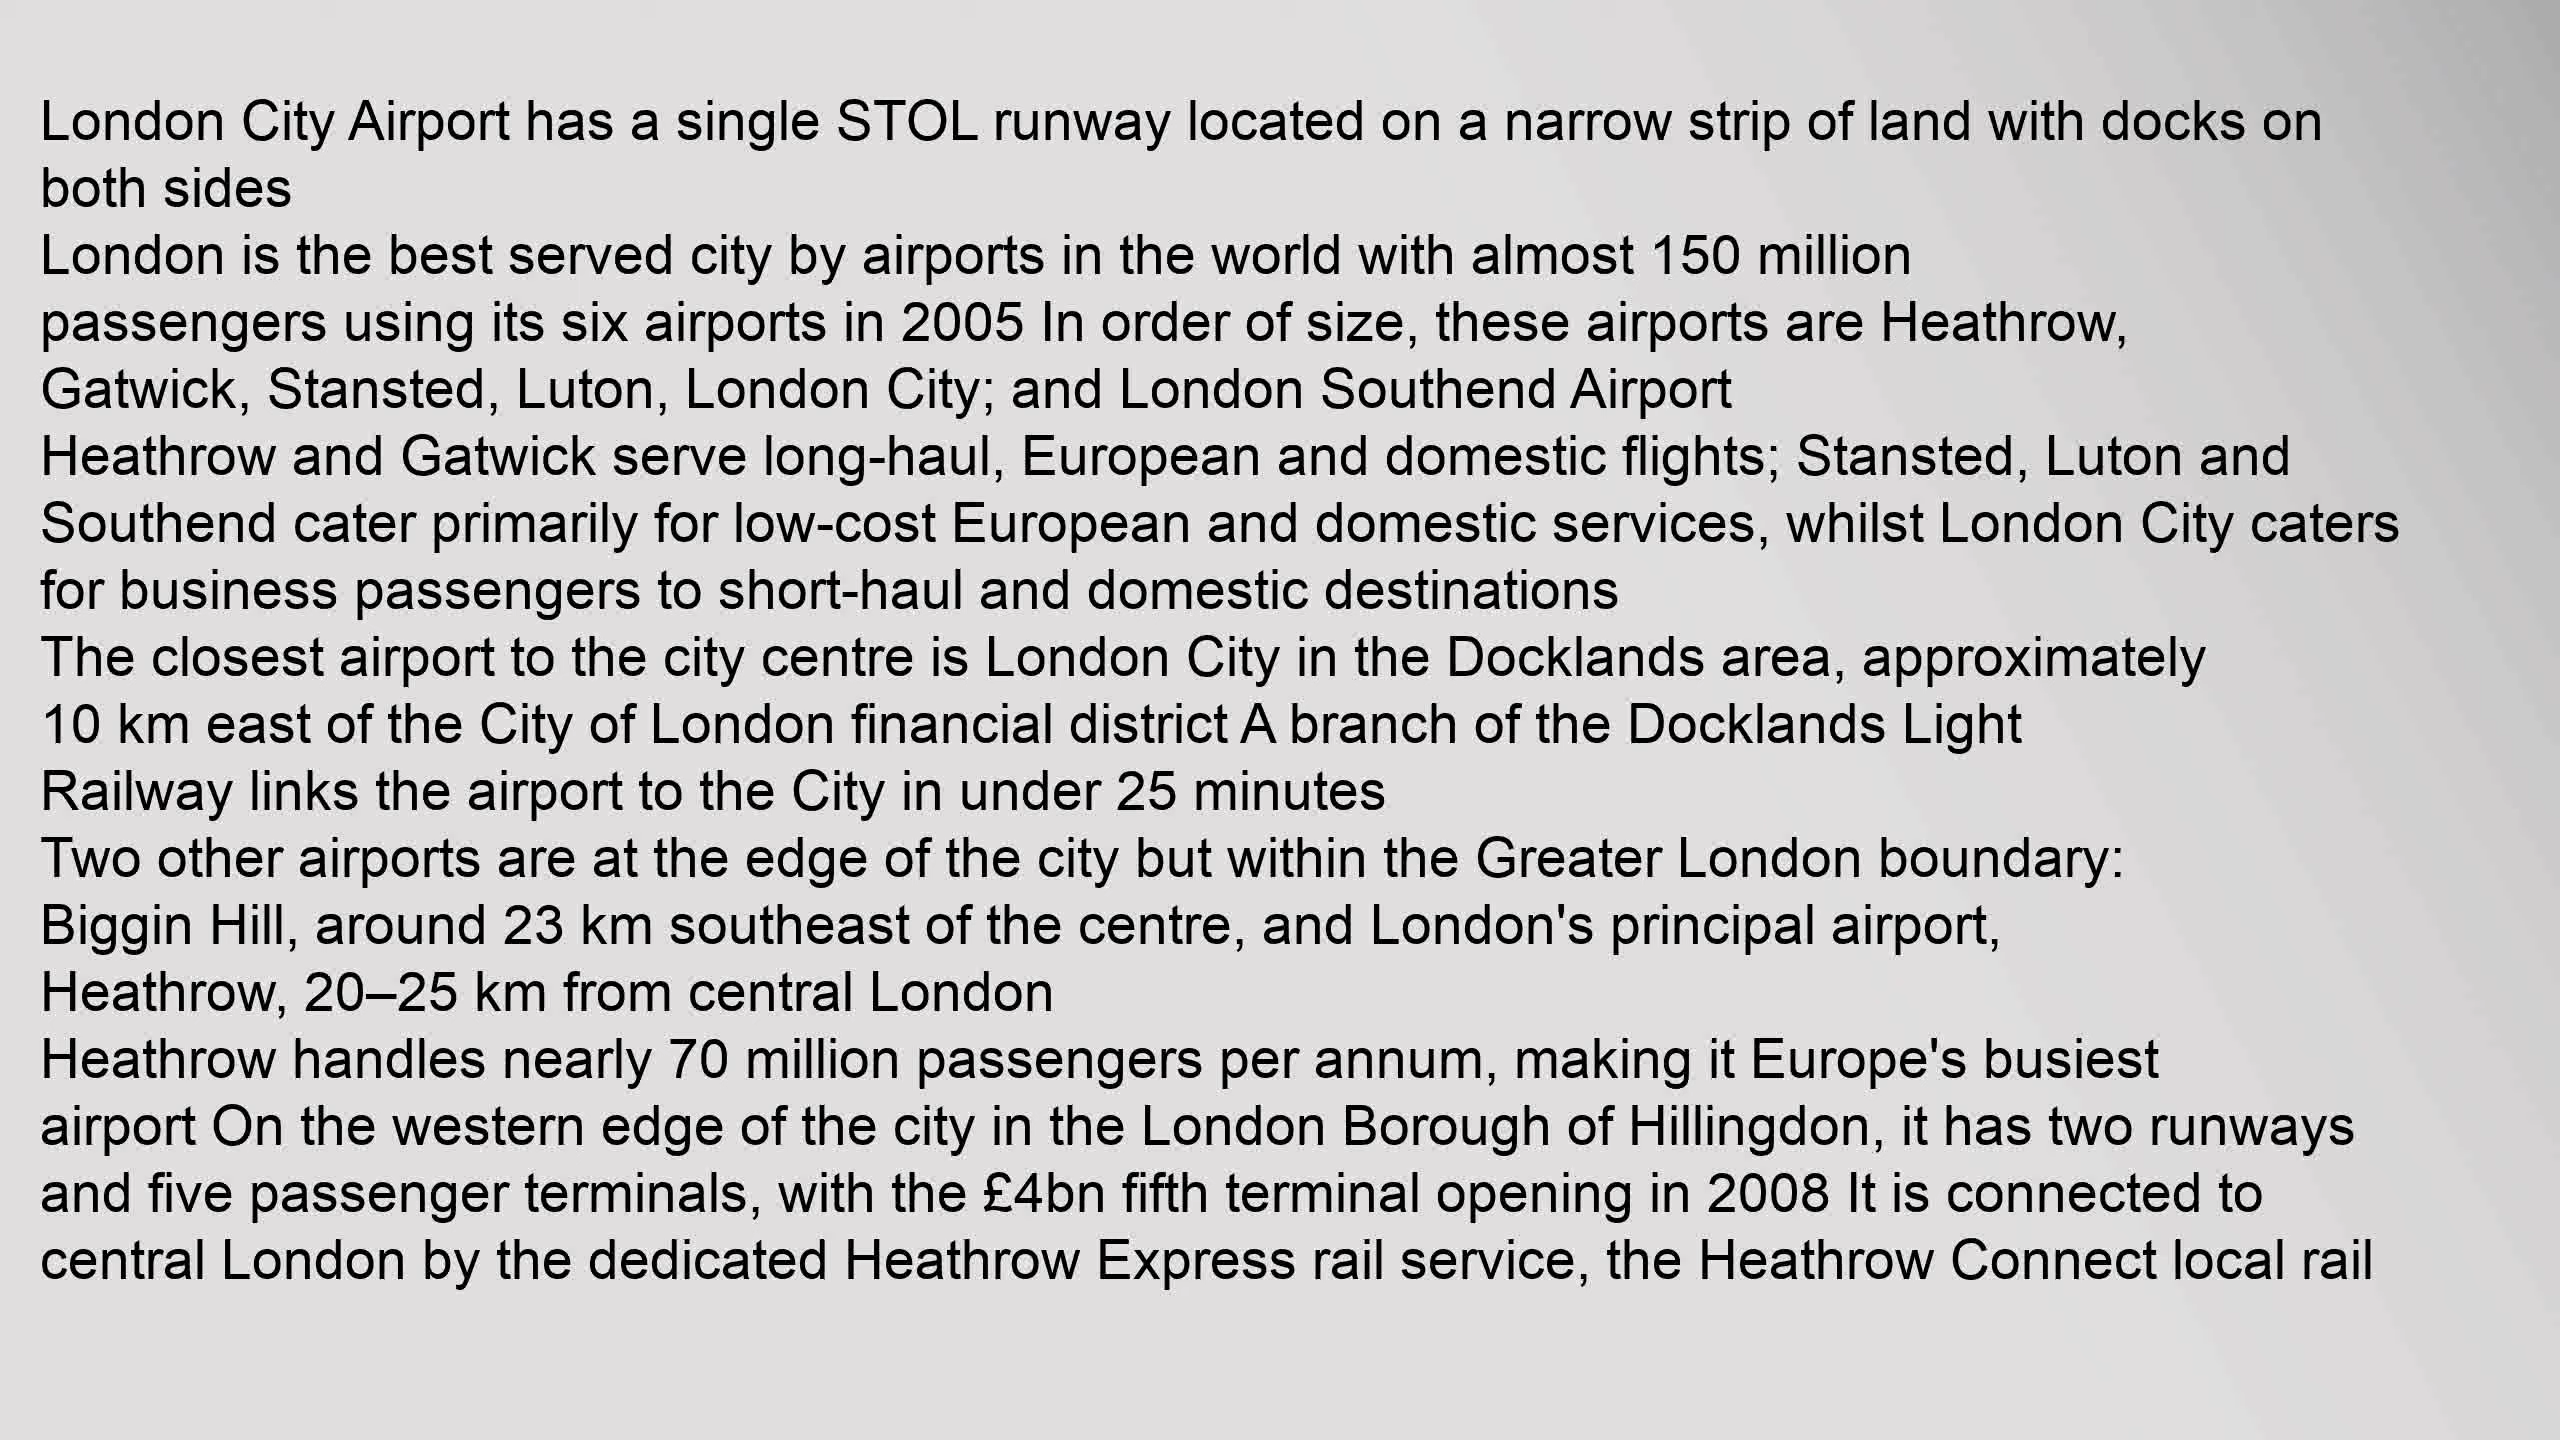 London City Airport has a single STOL runway located on a narrow strip of land with docks on
both sides
London is the best served city by airports in the world with almost 150 million
passengers using its six airports in 2005 In order of size, these airports are Heathrow,
Gatwick, Stansted, Luton, London City; and London Southend Airport
Heathrow and Gatwick serve long-haul, European and domestic flights; Stansted, Luton and
Southend cater primarily for low-cost European and domestic services, whilst London City caters
for business passengers to short-haul and domestic destinations
The closest airport to the city centre is London City in the Docklands area, approximately
10 km east of the City of London financial district A branch of the Docklands Light
Railway links the airport to the City in under 25 minutes
Two other airports are at the edge of the city but within the Greater London boundary:
Biggin Hill, around 23 km southeast of the centre, and London's principal airport,
Heathrow, 20–25 km from central London
Heathrow handles nearly 70 million passengers per annum, making it Europe's busiest
airport On the western edge of the city in the London Borough of Hillingdon, it has two runways
and five passenger terminals, with the £4bn fifth terminal opening in 2008 It is connected to
central London by the dedicated Heathrow Express rail service, the Heathrow Connect local rail